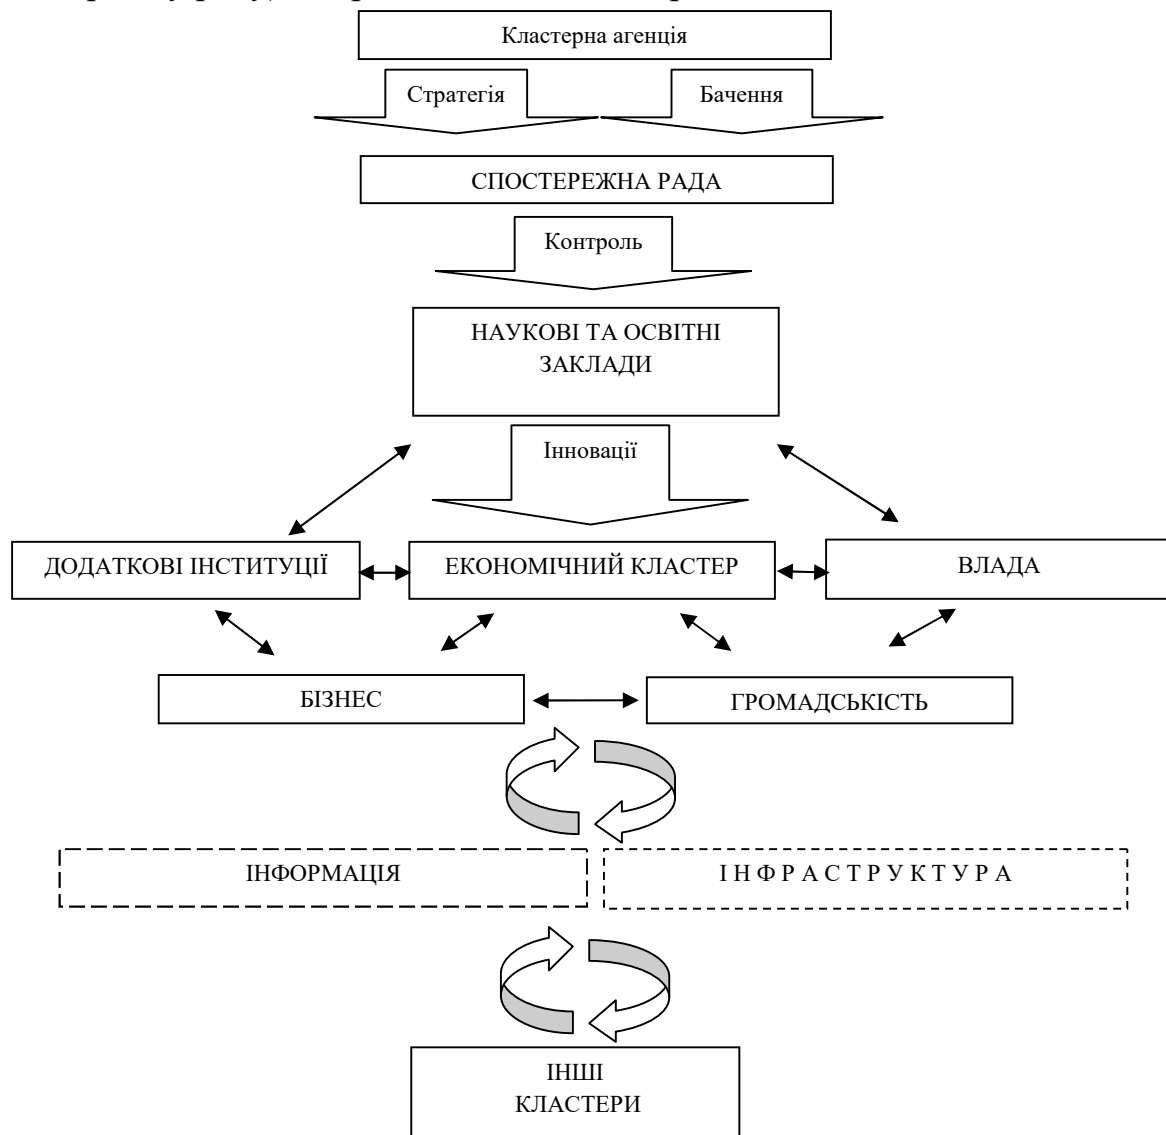 Кластерна агенція
Стратегія
Бачення
СПОСТЕРЕЖНА РАДА
Контроль
НАУКОВІ ТА ОСВІТНІ
ЗАКЛАДИ
Інновації
ДОДАТКОВІ ІНСТИТУЦІЇ
ЕКОНОМІЧНИЙ КЛАСТЕР
ВЛАДА
БІЗНЕС
ГРОМАДСЬКІСТЬ
ІНФОРМАЦІЯ
І Н Ф Р А С Т Р У К Т У Р А
ІНШІ
КЛАСТЕРИ